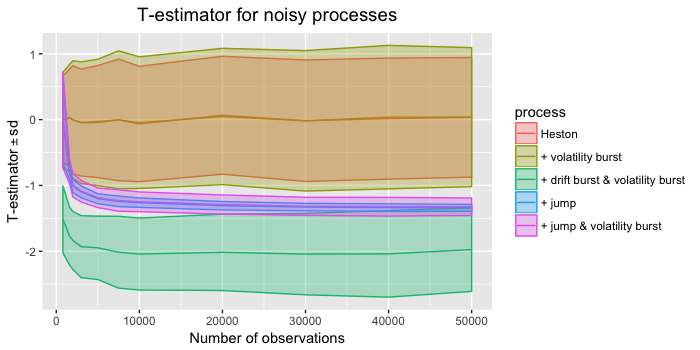 T-estimator for noisy processes
T-estimator ± sd
1
0
-1
-2
0
10000
20000
30000
40000
50000
Number of observations
process
Heston
+ volatility burst
+ drift burst & volatility burst
+ jump
+ jump & volatility burst